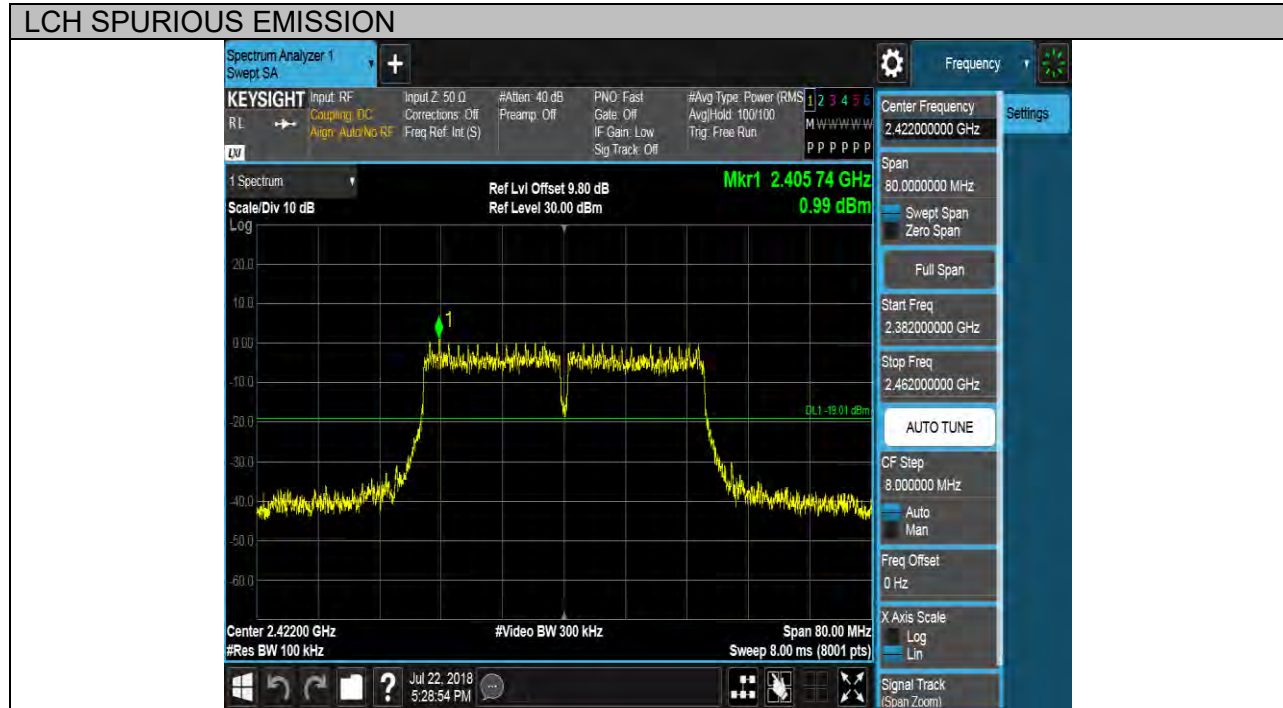 LCH SPURIOUS EMISSION
Spectrum Analyzer 1
Swept SA
+
Frequency
KEYSIGHT
RL
LXI
Input: RF
Coupling: DC
Align: Auto/No RF
Input Z: 50 Ω
Corrections: Off
Freq Ref: Int (S)
#Atten: 40 dB
Preamp: Off
PNO: Fast
Gate: Off
IF Gain: Low
Sig Track: Off
#Avg Type: Power (RMS
Avg|Hold: 100/100
Trig: Free Run
1 2 3 4 5 6
M W W W W W
P P P P P P
1 Spectrum
Scale/Div 10 dB
Log
Ref Lvl Offset 9.80 dB
Ref Level 30.00 dBm
Mkr1 2.405 74 GHz
0.99 dBm
20.0
10.0
0.00
-10.0
-20.0
-30.0
-40.0
-50.0
-60.0
1
DL1 -19.01 dBm
Center 2.42200 GHz
#Res BW 100 kHz
#Video BW 300 kHz
Span 80.00 MHz
Sweep 8.00 ms (8001 pts)
?
Jul 22, 2018
5:28:54 PM
Center Frequency
2.422000000 GHz
Settings
Span
80.0000000 MHz
Swept Span
Zero Span
Full Span
Start Freq
2.382000000 GHz
Stop Freq
2.462000000 GHz
AUTO TUNE
CF Step
8.000000 MHz
Auto
Man
Freq Offset
0 Hz
X Axis Scale
Log
Lin
Signal Track
(Span Zoom)